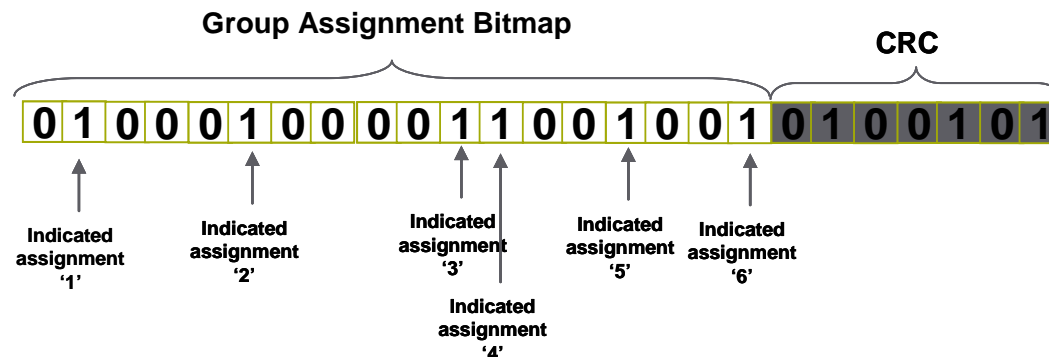 Group Assignment Bitmap
CRC
0 1 0 0 0 1 0 0 0 0 1 1 0 0 1 0 0 1 0 1 0 0 1 0 1
Indicated
assignment
‘1’
Indicated
assignment
‘2’
Indicated
assignment
‘3’
Indicated
assignment
‘4’
Indicated
assignment
‘5’
Indicated
assignment
‘6’